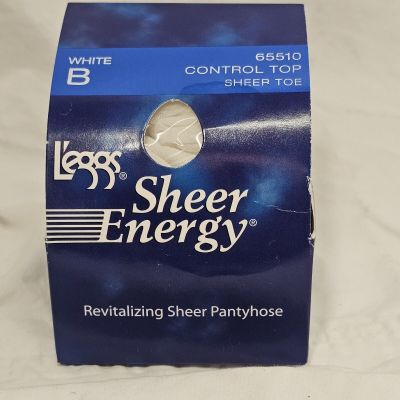 WHITE
B
65510
CONTROL TOP
SHEER TOE
L'eggs®
Sheer
Energy®
Revitalizing Sheer Pantyhose